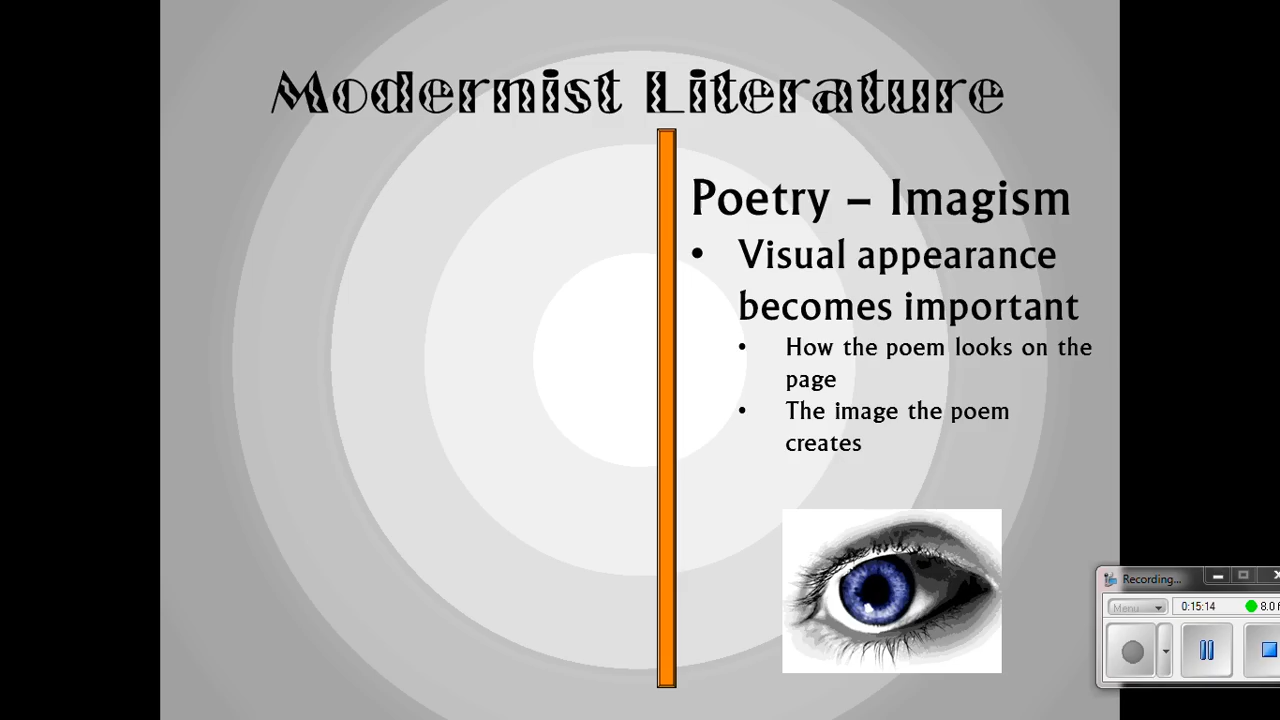 Modernist Literature
Poetry – Imagism
• Visual appearance
becomes important
• How the poem looks on the
page
• The image the poem
creates
Recording...
Menu
0:15:14
8.0 f